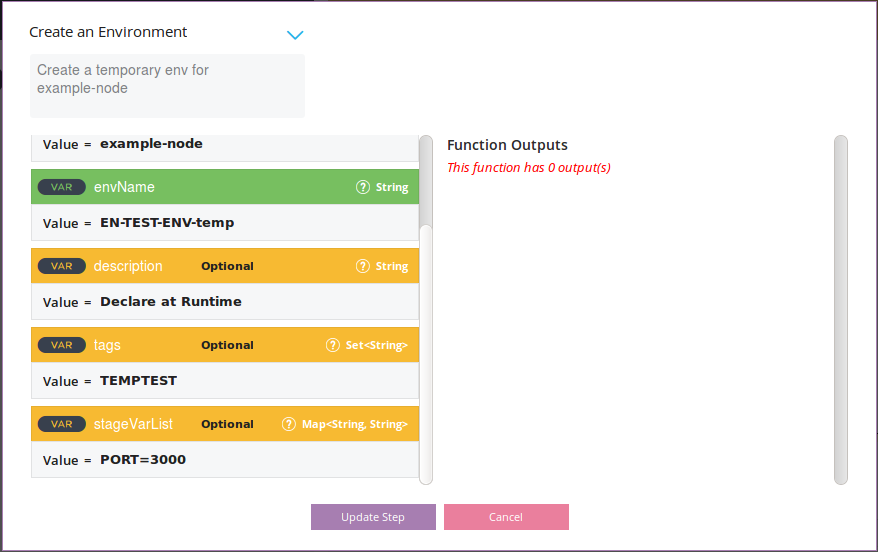 Create an Environment
Create a temporary env for
example-node
Value = example-node
VAR envName ? String
Value = EN-TEST-ENV-temp
VAR description Optional ? String
Value = Declare at Runtime
VAR tags Optional ? Set<String>
Value = TEMPTEST
VAR stageVarList Optional ? Map<String, String>
Value = PORT=3000
Function Outputs
This function has 0 output(s)
Update Step Cancel